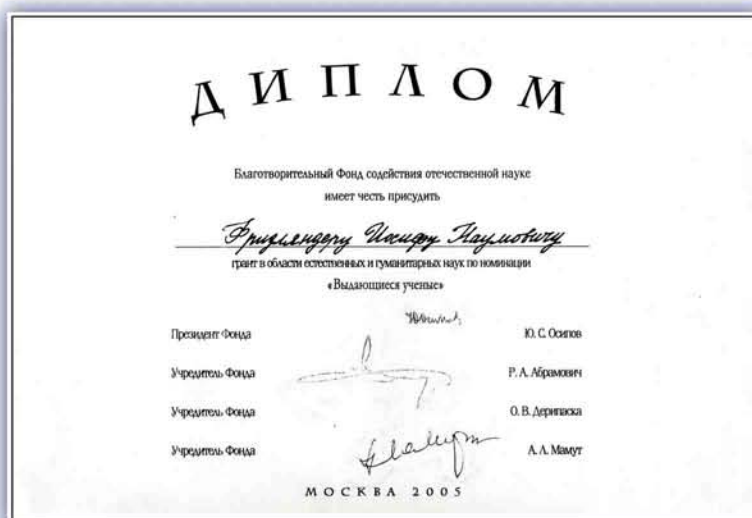 ДИПЛОМ
Благотворительный Фонд содействия отечественной науке
имеет честь присудить
Фридляндеру Иосифу Наумовичу
грант в области естественных и гуманитарных наук по номинации
«Выдающиеся ученые»
Президент Фонда Ю. С. Осипов
Учредитель Фонда Р. А. Абрамович
Учредитель Фонда О. В. Дерипаска
Учредитель Фонда А. Л. Мамут
МОСКВА 2005